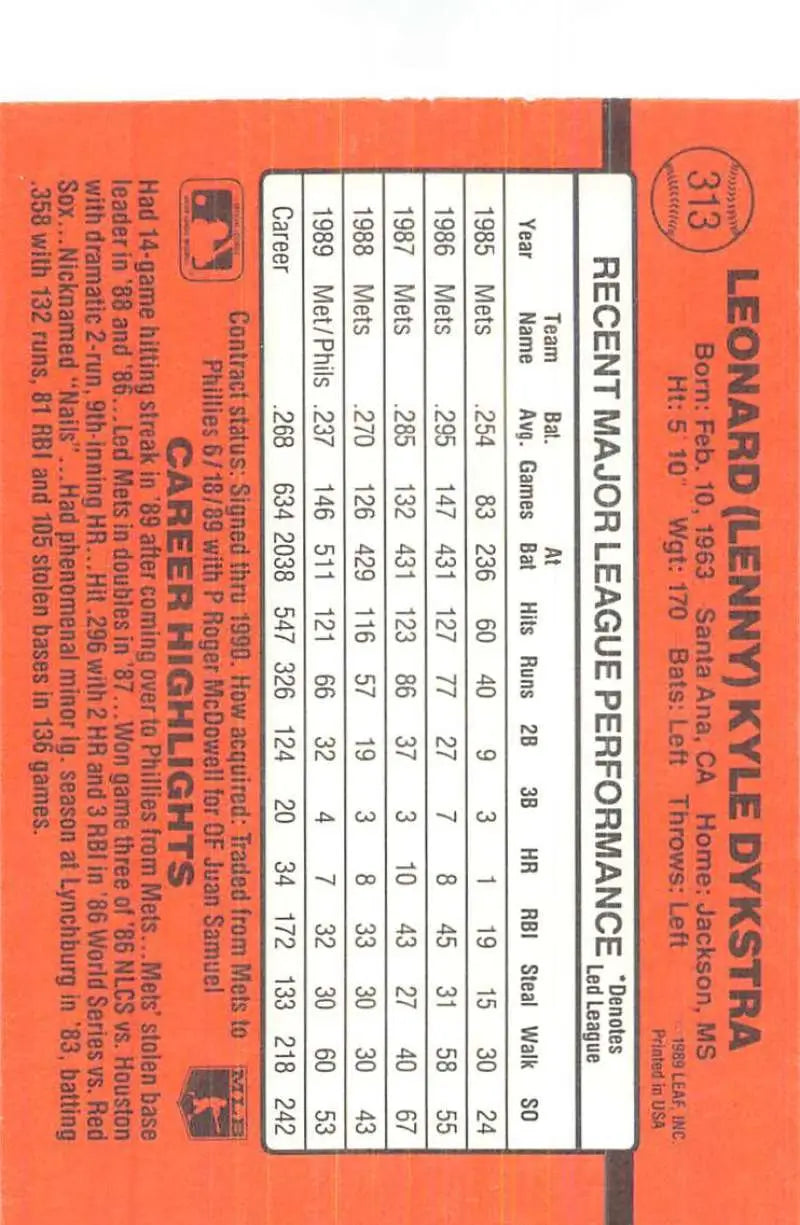 313
LEONARD (LENNY) KYLE DYKSTRA
Born: Feb. 10, 1963 Santa Ana, CA Home: Jackson, MS
Ht: 5' 10" Wgt: 170 Bats: Left Throws: Left
© 1989 LEAF, INC.
Printed in USA
RECENT MAJOR LEAGUE PERFORMANCE *Denotes Led League
Year Team Name Bat. Avg. Games At Bat Hits Runs 2B 3B HR RBI Steal Walk SO
1985 Mets .254 83 236 60 40 9 3 1 19 15 30 24
1986 Mets .295 147 431 127 77 27 7 8 45 31 58 55
1987 Mets .285 132 431 123 86 37 3 10 43 27 40 67
1988 Mets .270 126 429 116 57 19 3 8 33 30 30 43
1989 Met/Phils .237 146 511 121 66 32 4 7 32 30 60 53
Career .268 634 2038 547 326 124 20 34 172 133 218 242
Contract status: Signed thru 1990. How acquired: Traded from Mets to
Phillies 6/18/89 with P Roger McDowell for OF Juan Samuel
MLB
CAREER HIGHLIGHTS
Had 14-game hitting streak in '89 after coming over to Phillies from Mets...Mets' stolen base
leader in '88 and '86...Led Mets in doubles in '87...Won game three of '86 NLCS vs. Houston
with dramatic 2-run, 9th-inning HR...Hit .296 with 2 HR and 3 RBI in '86 World Series vs. Red
Sox...Nicknamed "Nails"...Had phenomenal minor lg. season at Lynchburg in '83, batting
.358 with 132 runs, 81 RBI and 105 stolen bases in 136 games.